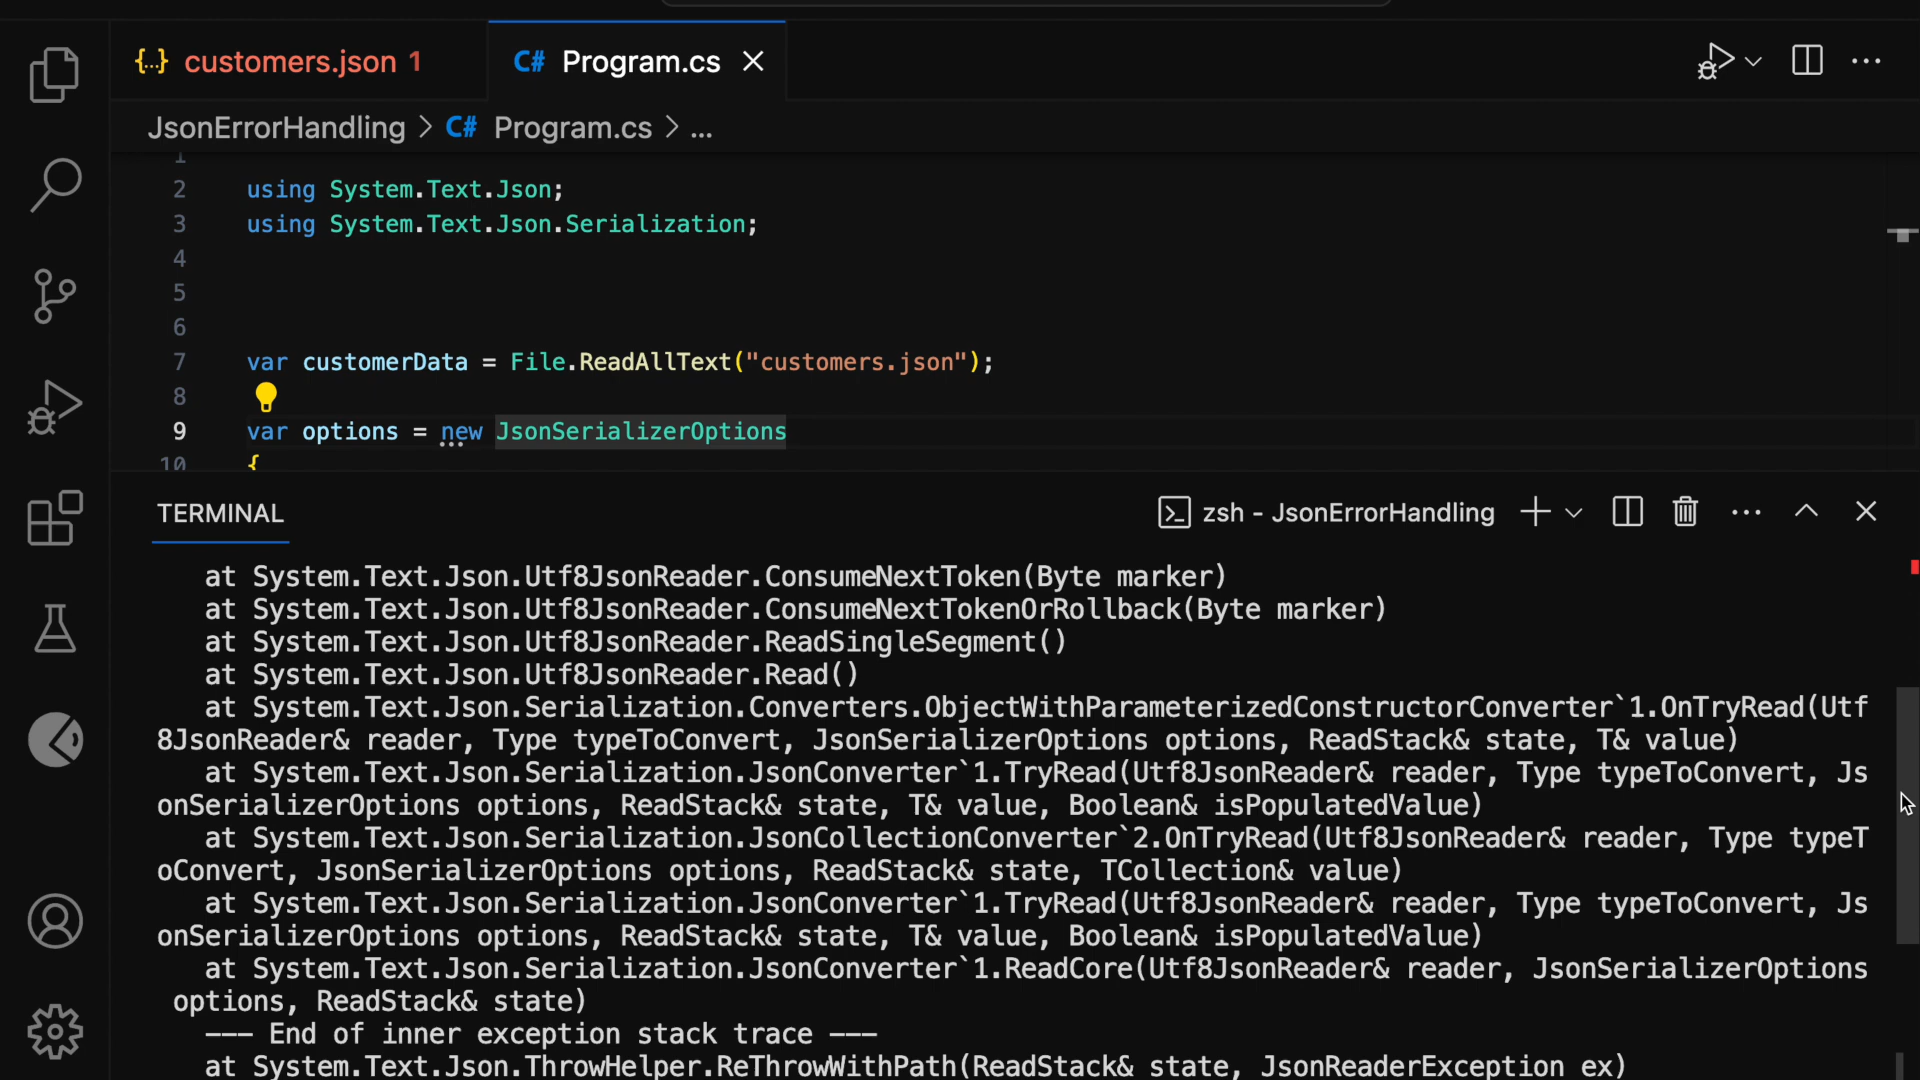 {..} customers.json 1
C# Program.cs
JsonErrorHandling > C# Program.cs > ...
1
2 using System.Text.Json;
3 using System.Text.Json.Serialization;
4
5
6
7 var customerData = File.ReadAllText("customers.json");
8
9 var options = new JsonSerializerOptions
10 {
TERMINAL
zsh - JsonErrorHandling
at System.Text.Json.Utf8JsonReader.ConsumeNextToken(Byte marker)
at System.Text.Json.Utf8JsonReader.ConsumeNextTokenOrRollback(Byte marker)
at System.Text.Json.Utf8JsonReader.ReadSingleSegment()
at System.Text.Json.Utf8JsonReader.Read()
at System.Text.Json.Serialization.Converters.ObjectWithParameterizedConstructorConverter`1.OnTryRead(Utf
8JsonReader& reader, Type typeToConvert, JsonSerializerOptions options, ReadStack& state, T& value)
at System.Text.Json.Serialization.JsonConverter`1.TryRead(Utf8JsonReader& reader, Type typeToConvert, Js
onSerializerOptions options, ReadStack& state, T& value, Boolean& isPopulatedValue)
at System.Text.Json.Serialization.JsonCollectionConverter`2.OnTryRead(Utf8JsonReader& reader, Type typeT
oConvert, JsonSerializerOptions options, ReadStack& state, TCollection& value)
at System.Text.Json.Serialization.JsonConverter`1.TryRead(Utf8JsonReader& reader, Type typeToConvert, Js
onSerializerOptions options, ReadStack& state, T& value, Boolean& isPopulatedValue)
at System.Text.Json.Serialization.JsonConverter`1.ReadCore(Utf8JsonReader& reader, JsonSerializerOptions
options, ReadStack& state)
--- End of inner exception stack trace ---
at System.Text.Json.ThrowHelper.ReThrowWithPath(ReadStack& state, JsonReaderException ex)